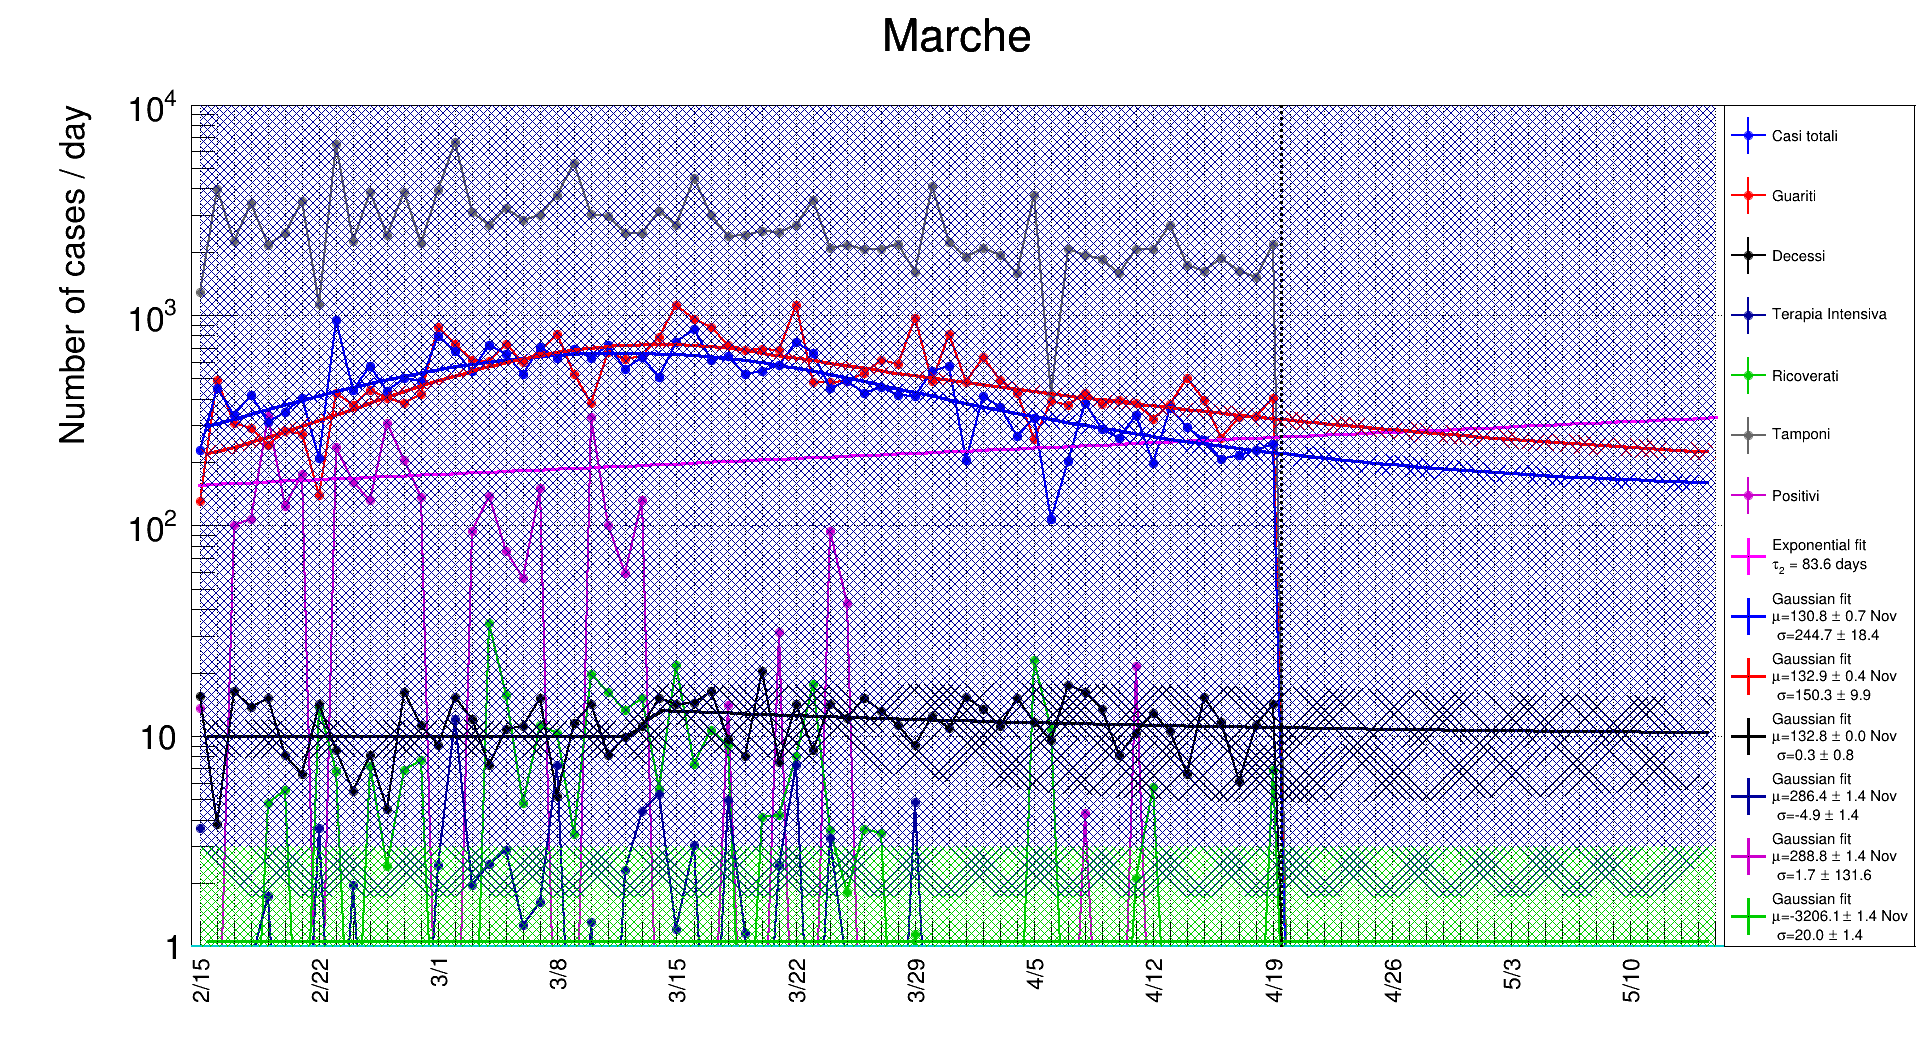 Marche
Number of cases / day
10^4
10^3
10^2
10
1
2/15
2/22
3/1
3/8
3/15
3/22
3/29
4/5
4/12
4/19
4/26
5/3
5/10
Casi totali
Guariti
Decessi
Terapia Intensiva
Ricoverati
Tamponi
Positivi
Exponential fit
τ₂ = 83.6 days
Gaussian fit
μ=130.8 ± 0.7 Nov
σ=244.7 ± 18.4
Gaussian fit
μ=132.9 ± 0.4 Nov
σ=150.3 ± 9.9
Gaussian fit
μ=132.8 ± 0.0 Nov
σ=0.3 ± 0.8
Gaussian fit
μ=286.4 ± 1.4 Nov
σ=-4.9 ± 1.4
Gaussian fit
μ=288.8 ± 1.4 Nov
σ=1.7 ± 131.6
Gaussian fit
μ=-3206.1 ± 1.4 Nov
σ=20.0 ± 1.4